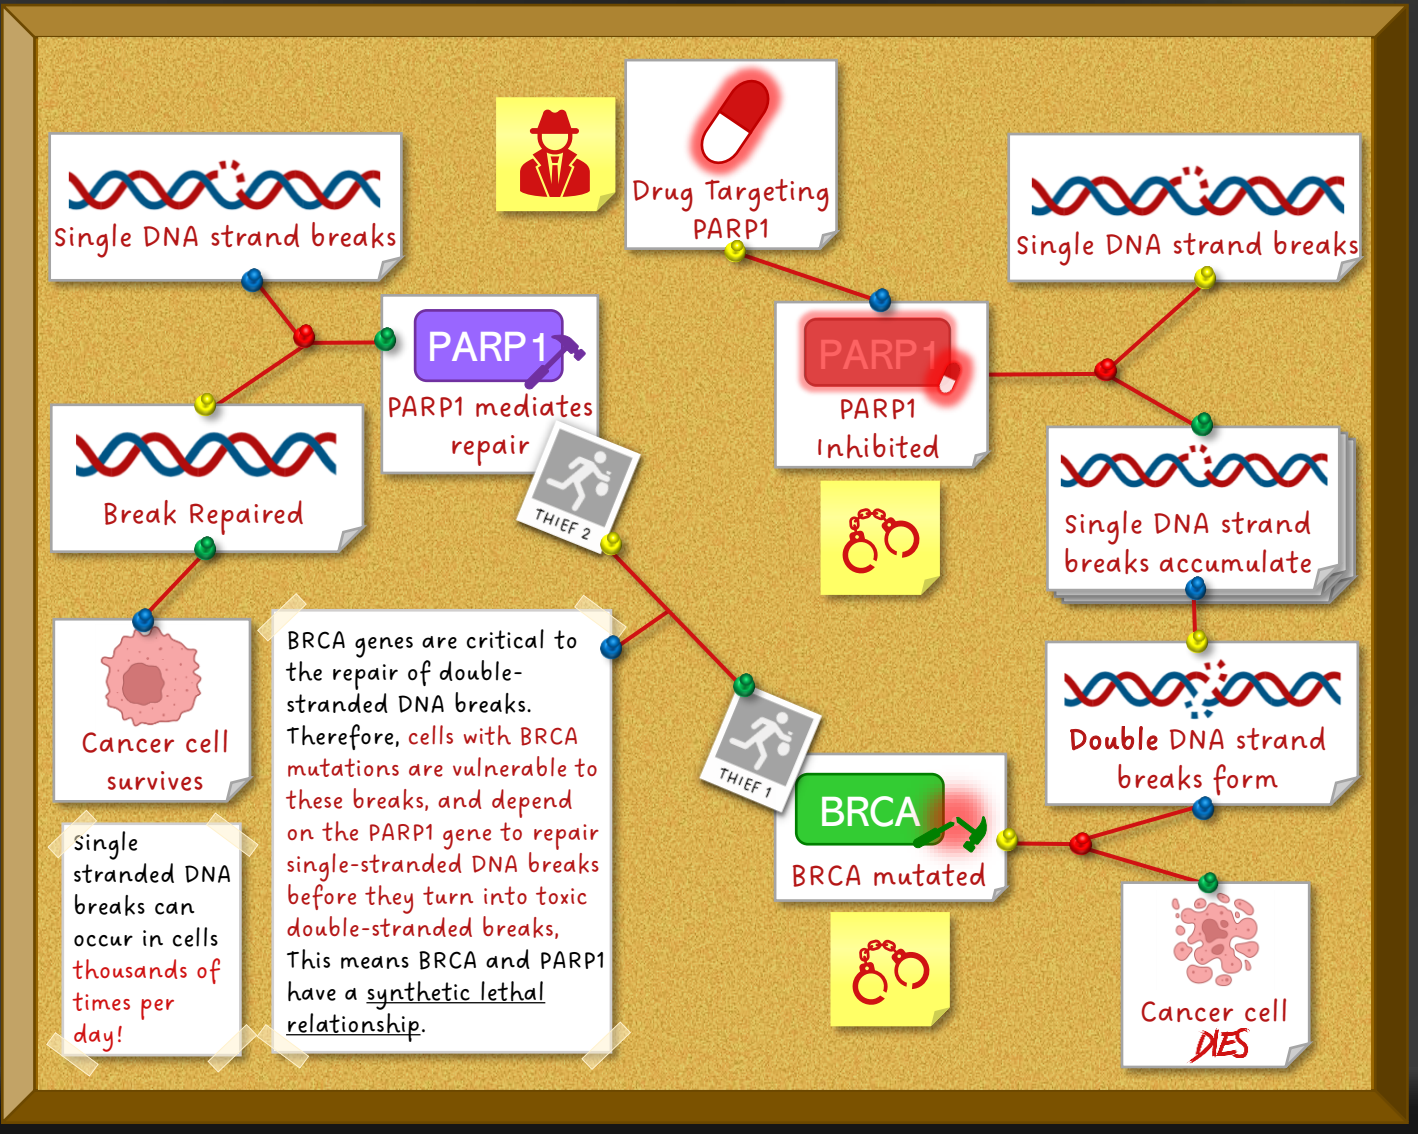 Single DNA strand breaks
PARP1
PARP1 mediates
repair
THIEF 2
Break Repaired
Cancer cell
survives
Single
stranded DNA
breaks can
occur in cells
thousands of
times per
day!
BRCA genes are critical to
the repair of double-
stranded DNA breaks.
Therefore, cells with BRCA
mutations are vulnerable to
these breaks, and depend
on the PARP1 gene to repair
single-stranded DNA breaks
before they turn into toxic
double-stranded breaks,
This means BRCA and PARP1
have a synthetic lethal
relationship.
Drug Targeting
PARP1
PARP1
PARP1
Inhibited
THIEF 1
BRCA
BRCA mutated
Single DNA strand breaks
Single DNA strand
breaks accumulate
Double DNA strand
breaks form
Cancer cell
DIES